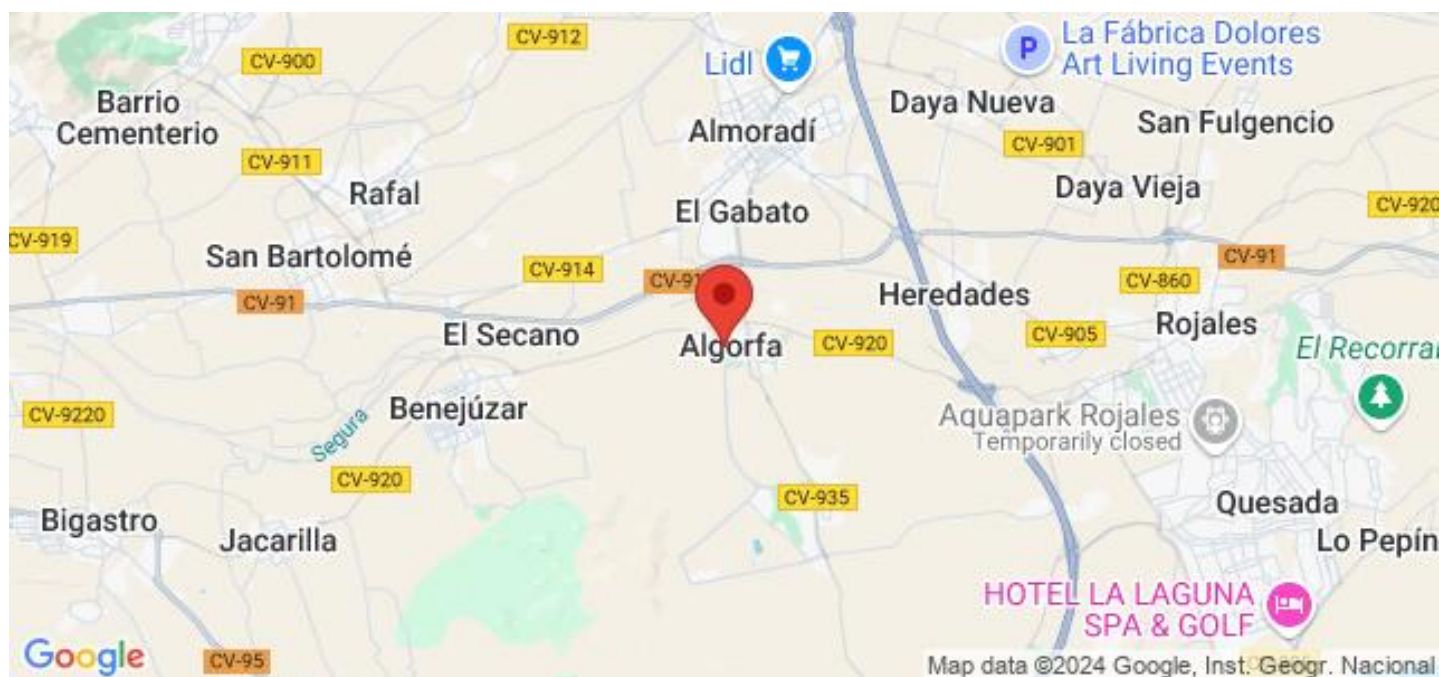 CV-912
CV-900
Lidl
La Fábrica Dolores
Art Living Events
Barrio
Cementerio
Daya Nueva
Almoradí
San Fulgencio
CV-901
CV-911
Rafal
Daya Vieja
El Gabato
CV-920
CV-919
San Bartolomé
CV-914
CV-91
CV-91
CV-860
CV-91
Heredades
El Secano
Algorfa
CV-920
CV-905
Rojales
El Recorral
Benejúzar
CV-9220
Segura
Aquapark Rojales
Temporarily closed
CV-920
CV-935
Quesada
Bigastro
Jacarilla
Lo Pepín
HOTEL LA LAGUNA
SPA & GOLF
Google
CV-95
Map data ©2024 Google, Inst. Geogr. Nacional